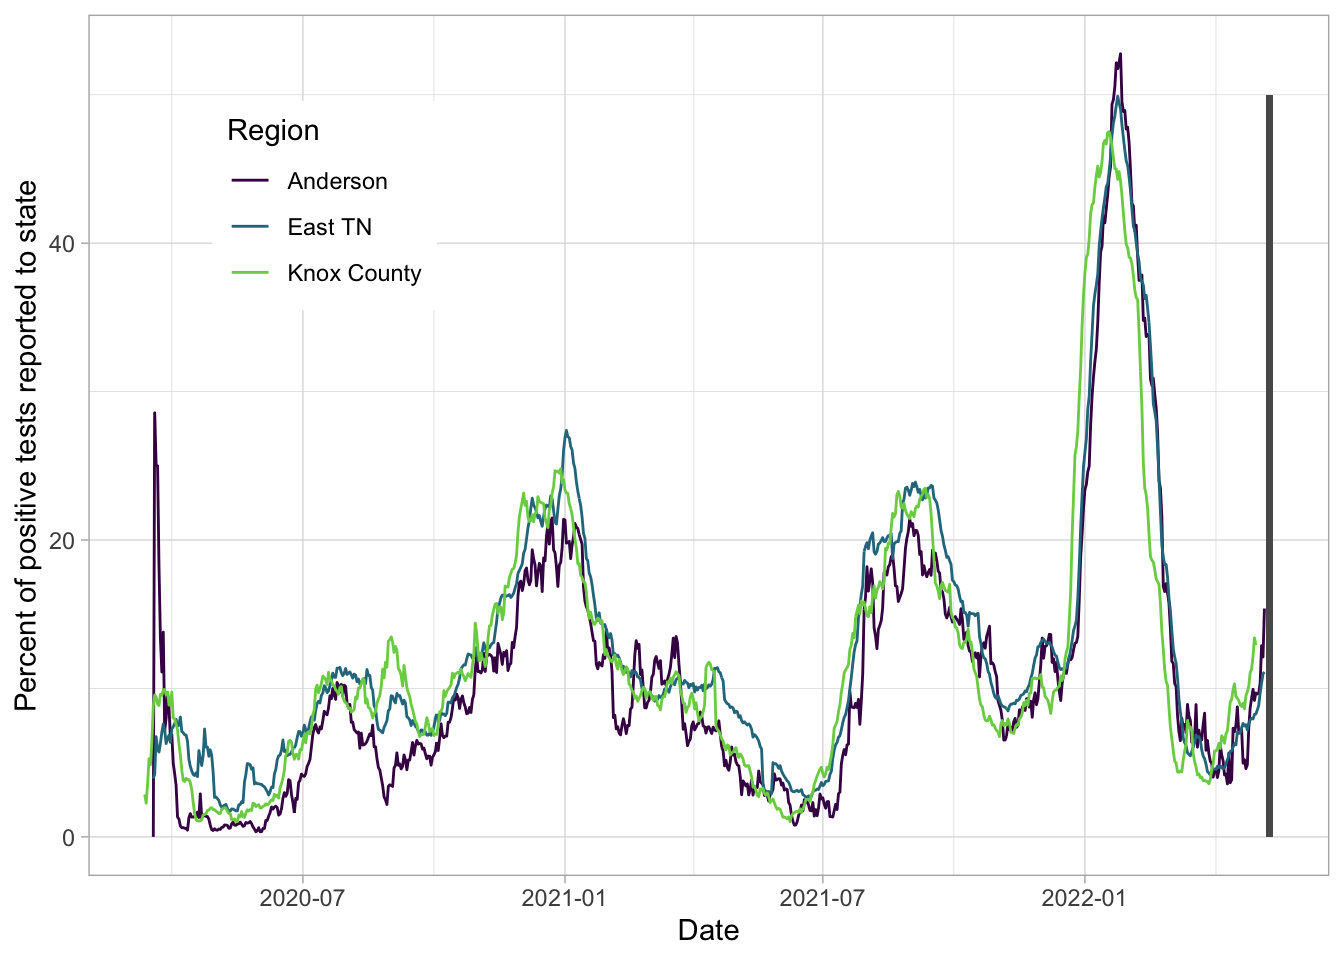 Region
Anderson
East TN
Knox County
Percent of positive tests reported to state
40
20
0
2020-07
2021-01
2021-07
2022-01
Date